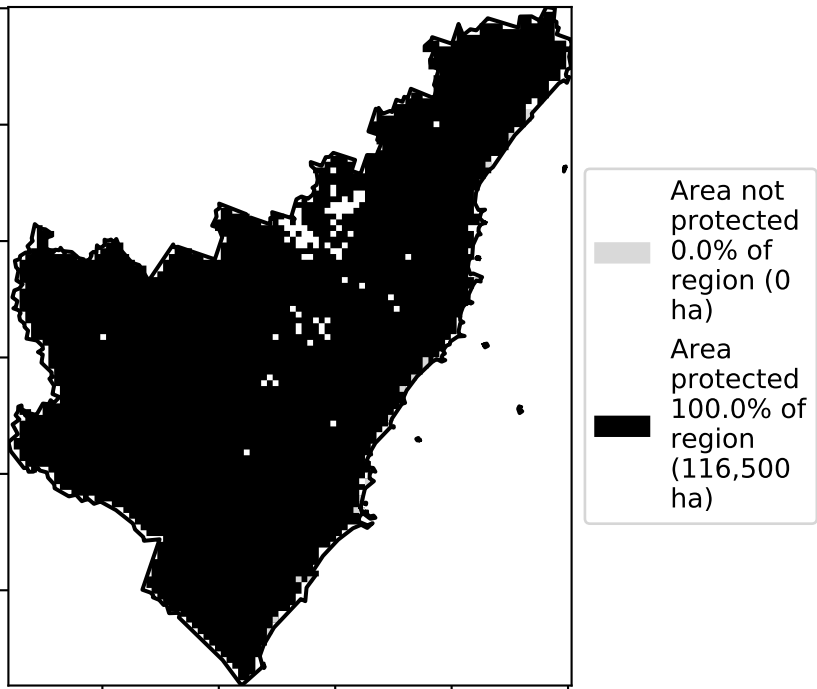 Area not
protected
0.0% of
region (0
ha)
Area
protected
100.0% of
region
(116,500
ha)